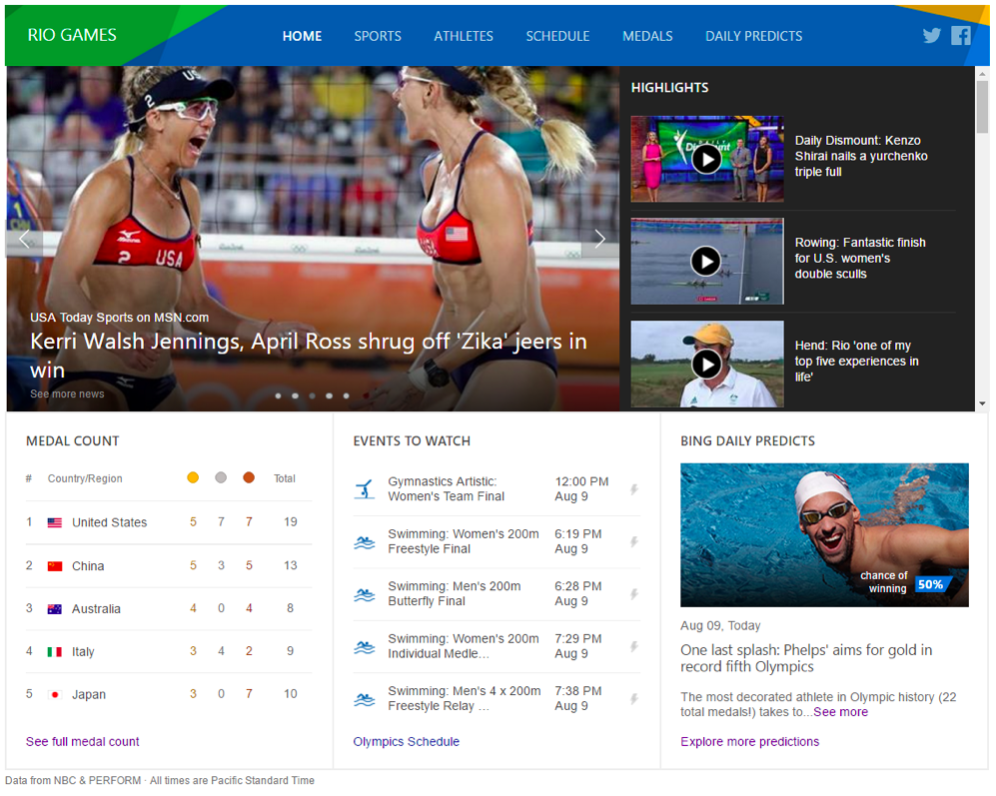 RIO GAMES
HOME SPORTS ATHLETES SCHEDULE MEDALS DAILY PREDICTS
USA
2 USA
USA Today Sports on MSN.com
Kerri Walsh Jennings, April Ross shrug off 'Zika' jeers in
win
See more news
HIGHLIGHTS
Daily Dismount: Kenzo
Shirai nails a yurchenko
triple full
Rowing: Fantastic finish
for U.S. women's
double sculls
Hend: Rio 'one of my
top five experiences in
life'
MEDAL COUNT
# Country/Region Total
1 United States 5 7 7 19
2 China 5 3 5 13
3 Australia 4 0 4 8
4 Italy 3 4 2 9
5 Japan 3 0 7 10
See full medal count
EVENTS TO WATCH
Gymnastics Artistic: 12:00 PM
Women's Team Final Aug 9
Swimming: Women's 200m 6:19 PM
Freestyle Final Aug 9
Swimming: Men's 200m 6:28 PM
Butterfly Final Aug 9
Swimming: Women's 200m 7:29 PM
Individual Medle... Aug 9
Swimming: Men's 4 x 200m 7:38 PM
Freestyle Relay ... Aug 9
Olympics Schedule
BING DAILY PREDICTS
chance of
winning 50%
Aug 09, Today
One last splash: Phelps' aims for gold in
record fifth Olympics
The most decorated athlete in Olympic history (22
total medals!) takes to...See more
Explore more predictions
Data from NBC & PERFORM · All times are Pacific Standard Time